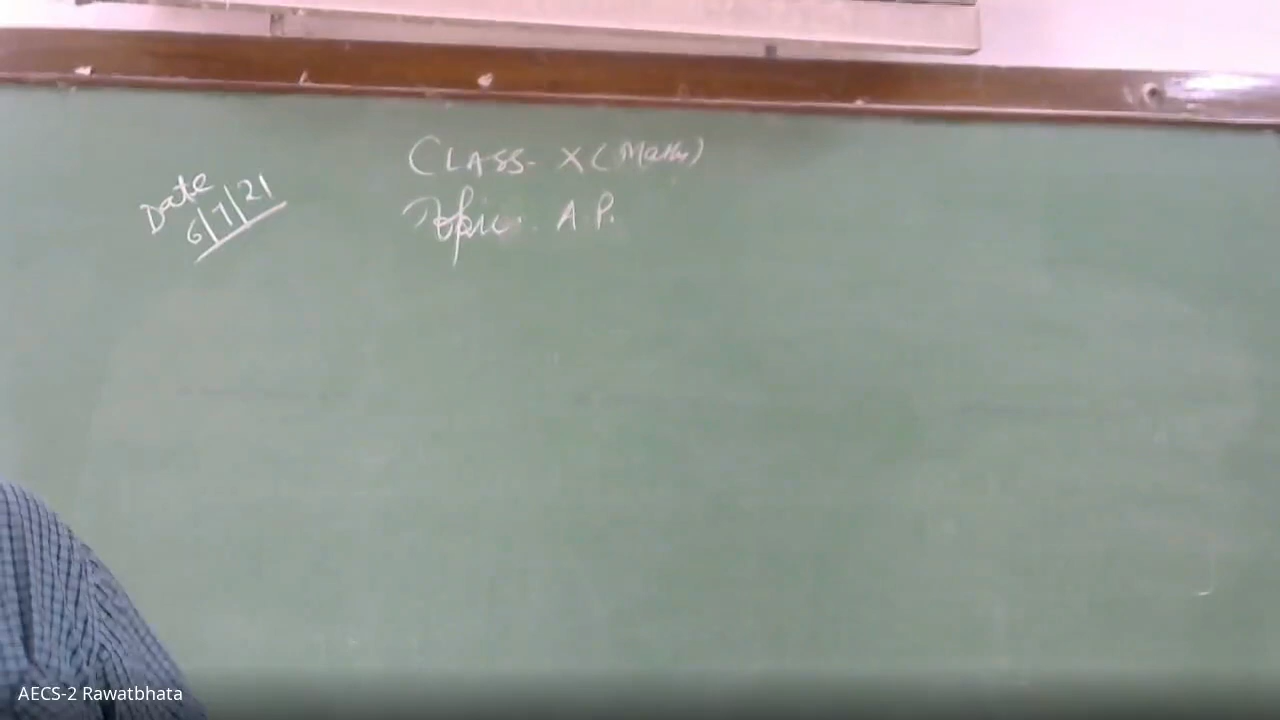 Date
6/7/21
CLASS- X (Maths)
Topic. A P.
AECS-2 Rawatbhata